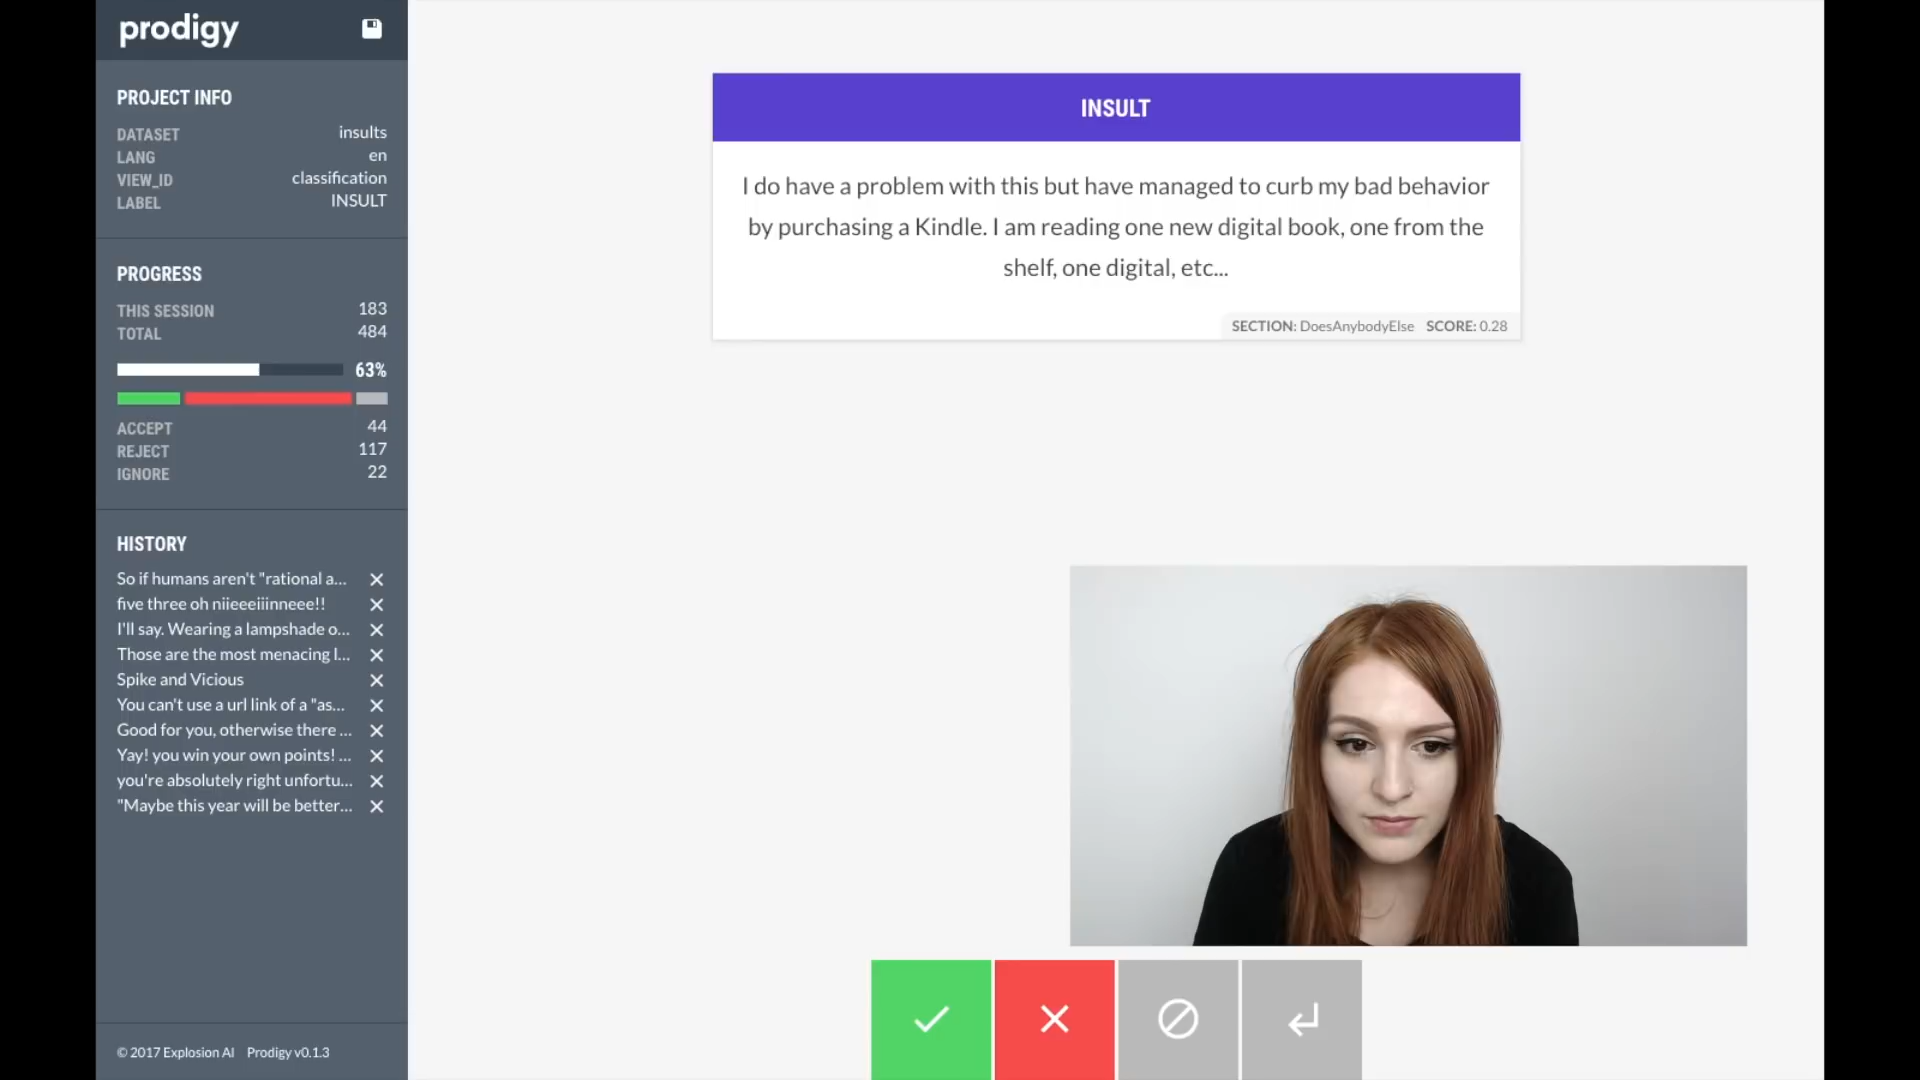 prodigy
PROJECT INFO
DATASET insults
LANG en
VIEW_ID classification
LABEL INSULT
PROGRESS
THIS SESSION 183
TOTAL 484
63%
ACCEPT 44
REJECT 117
IGNORE 22
HISTORY
So if humans aren't "rational a...
five three oh niieeeiiinneee!!
I'll say. Wearing a lampshade o...
Those are the most menacing l...
Spike and Vicious
You can't use a url link of a "as...
Good for you, otherwise there ...
Yay! you win your own points! ...
you're absolutely right unfortu...
"Maybe this year will be better...
© 2017 Explosion AI Prodigy v0.1.3
INSULT
I do have a problem with this but have managed to curb my bad behavior
by purchasing a Kindle. I am reading one new digital book, one from the
shelf, one digital, etc...
SECTION: DoesAnybodyElse SCORE: 0.28